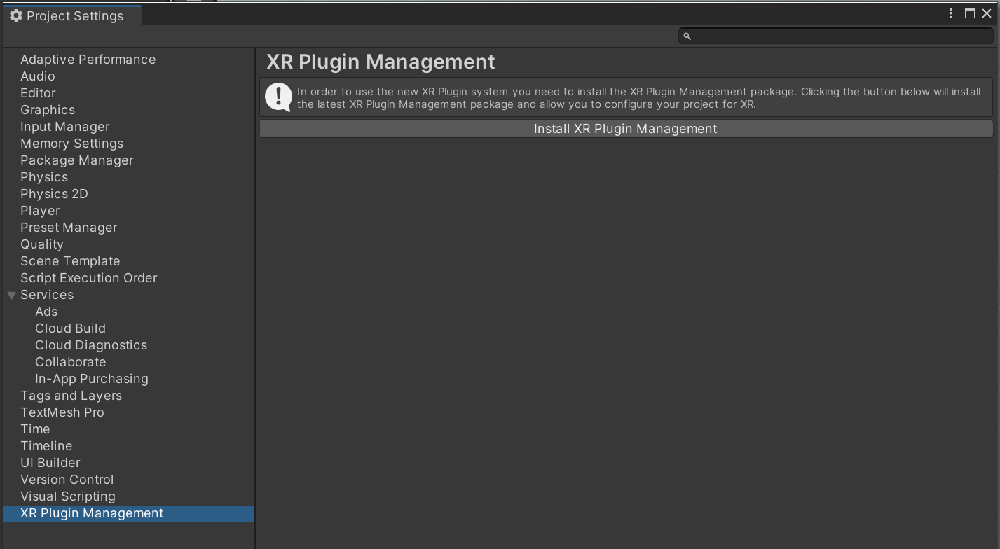 Project Settings
Adaptive Performance
Audio
Editor
Graphics
Input Manager
Memory Settings
Package Manager
Physics
Physics 2D
Player
Preset Manager
Quality
Scene Template
Script Execution Order
Services
Ads
Cloud Build
Cloud Diagnostics
Collaborate
In-App Purchasing
Tags and Layers
TextMesh Pro
Time
Timeline
UI Builder
Version Control
Visual Scripting
XR Plugin Management
XR Plugin Management
In order to use the new XR Plugin system you need to install the XR Plugin Management package. Clicking the button below will install
the latest XR Plugin Management package and allow you to configure your project for XR.
Install XR Plugin Management